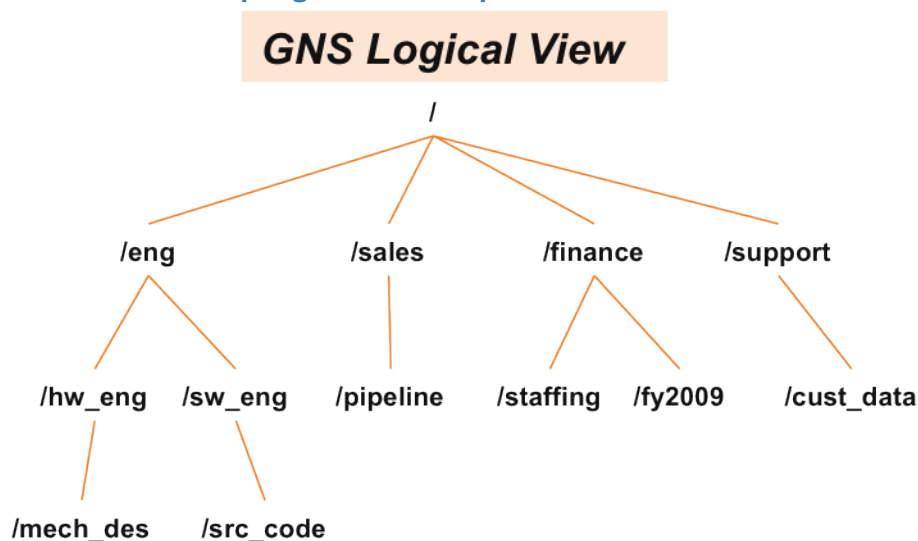 GNS Logical View
/
/eng /sales /finance /support
/hw_eng /sw_eng /pipeline /staffing /fy2009 /cust_data
/mech_des /src_code